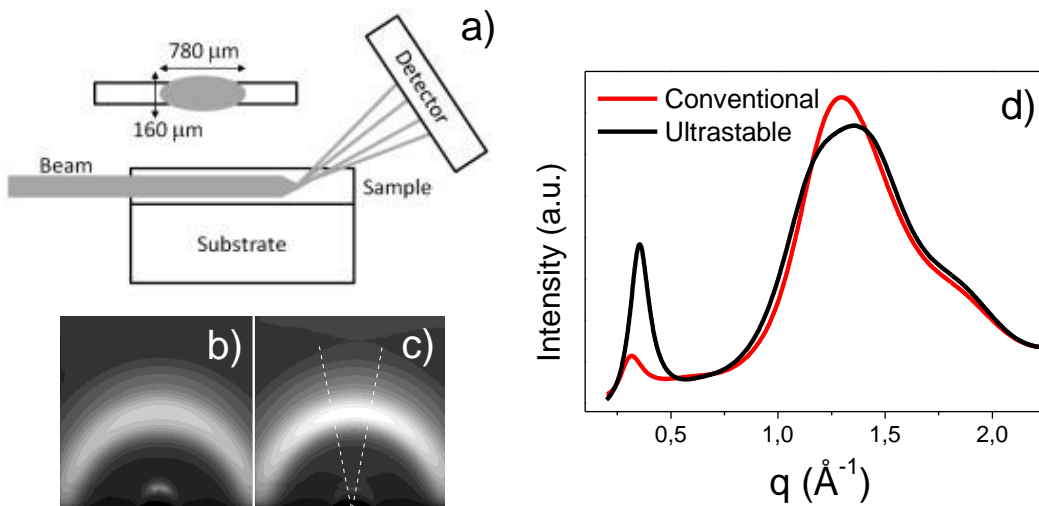 a)
780 μm
160 μm
Detector
Beam
Sample
Substrate
b)
c)
d)
Conventional
Ultrastable
Intensity (a.u.)
0,5 1,0 1,5 2,0
q (Å-1)